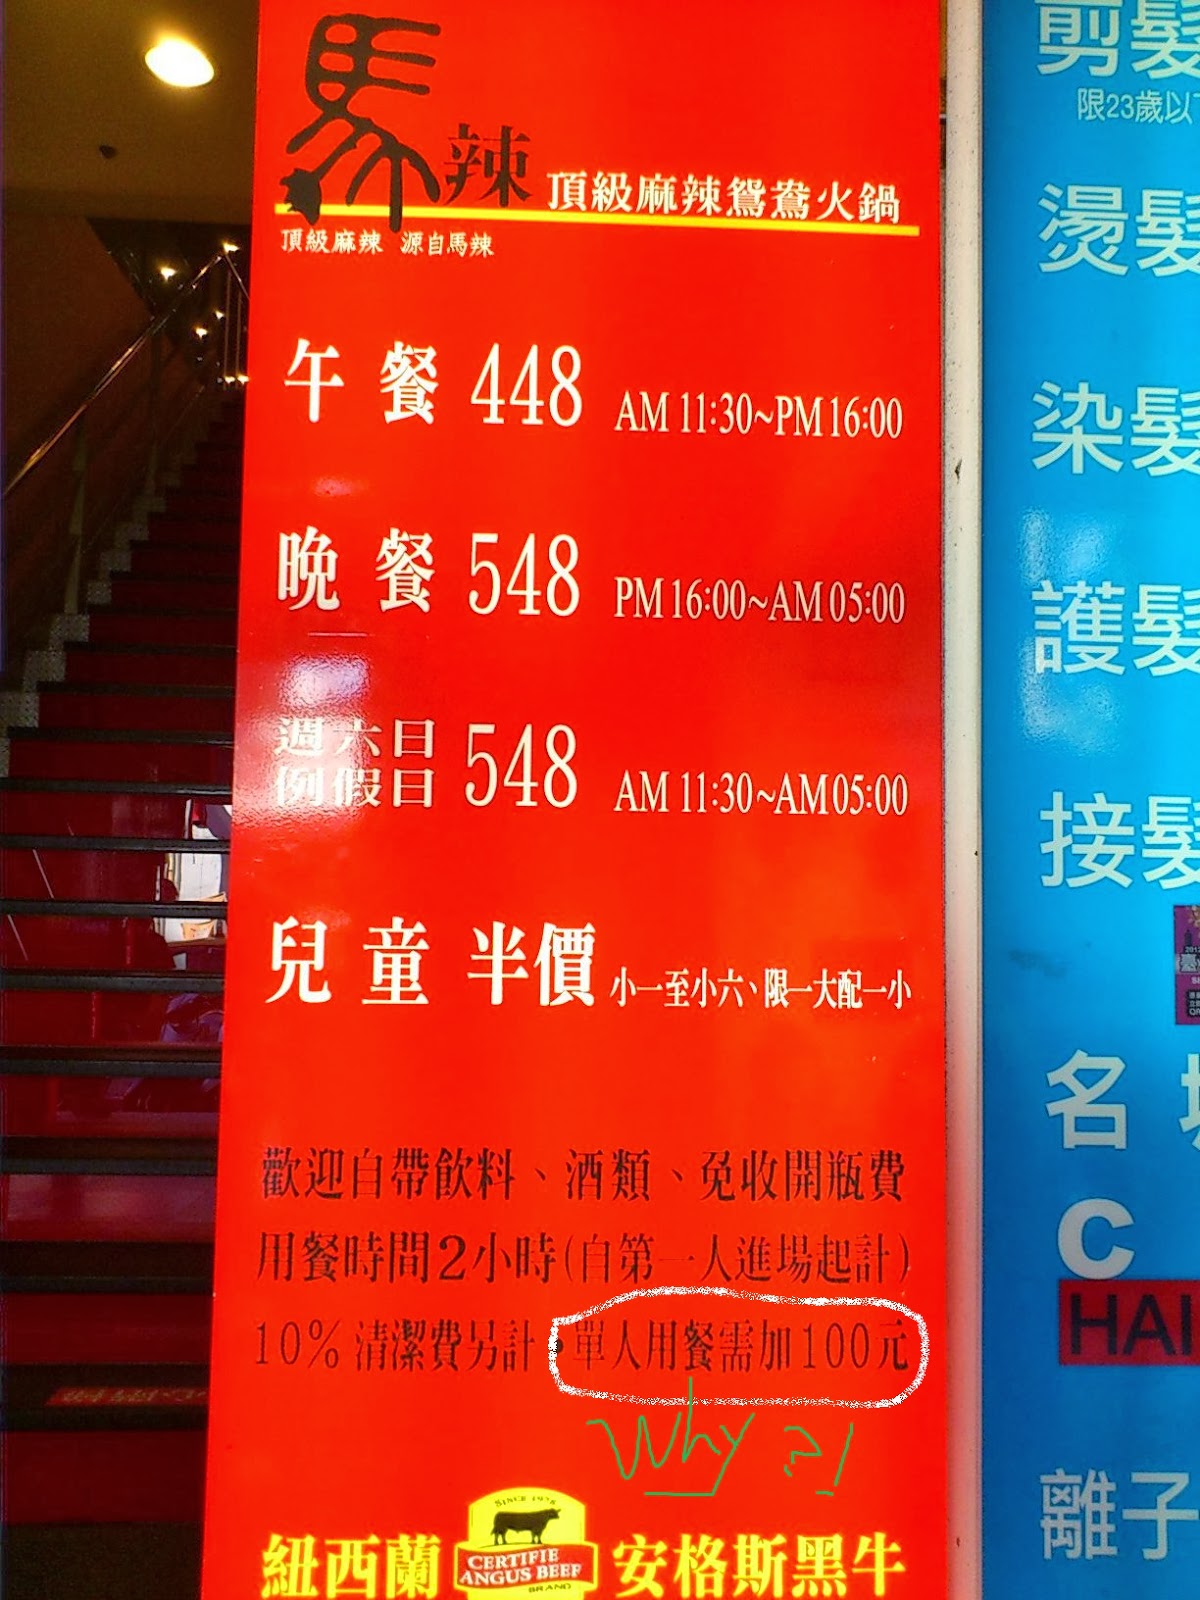 馬辣 頂級麻辣鴛鴦火鍋
頂級麻辣 源自馬辣
午餐 448 AM 11:30~PM 16:00
晚餐 548 PM 16:00~AM 05:00
週六日
例假日 548 AM 11:30~AM 05:00
兒童 半價 小一至小六、限一大配一小
歡迎自帶飲料、酒類、免收開瓶費
用餐時間2小時(自第一人進場起計)
10% 清潔費另計，單人用餐需加100元
Why?!
SINCE 1978
紐西蘭 CERTIFIE 安格斯黑牛
ANGUS BEEF
BRAND
剪髮
限23歲以
燙髮
染髮
護髮
接髮
名
C
HAI
離子